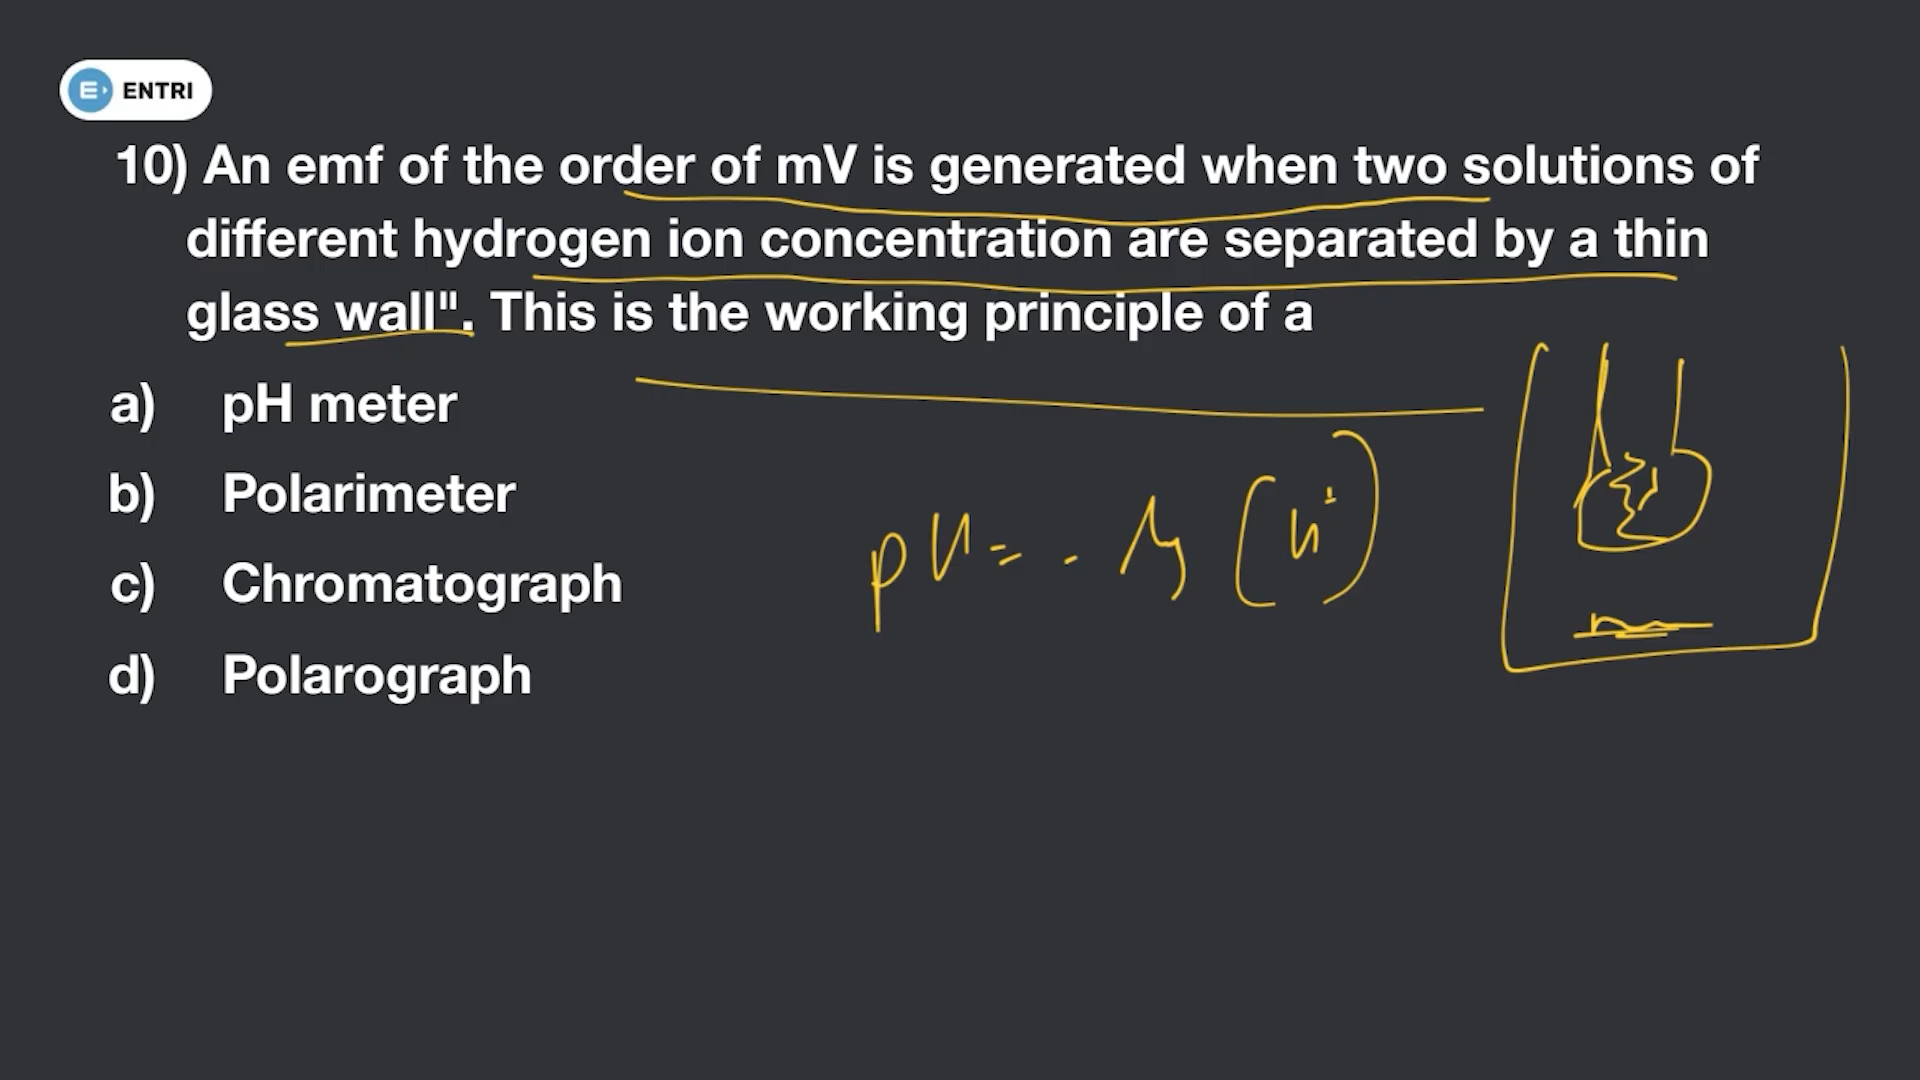 ENTRI
10) An emf of the order of mV is generated when two solutions of
different hydrogen ion concentration are separated by a thin
glass wall". This is the working principle of a
a) pH meter
b) Polarimeter
c) Chromatograph
d) Polarograph
pH = -